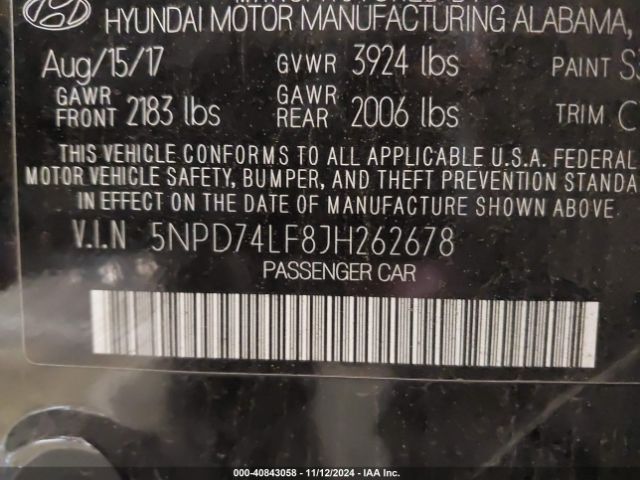 MANUFACTURED BY
HYUNDAI MOTOR MANUFACTURING ALABAMA,
Aug/15/17 GVWR 3924 lbs PAINT
GAWR FRONT 2183 lbs GAWR REAR 2006 lbs TRIM
THIS VEHICLE CONFORMS TO ALL APPLICABLE U.S.A. FEDERAL
MOTOR VEHICLE SAFETY, BUMPER, AND THEFT PREVENTION STANDA
IN EFFECT ON THE DATE OF MANUFACTURE SHOWN ABOVE
V.I.N 5NPD74LF8JH262678
PASSENGER CAR
000-40843058 - 11/12/2024 - IAA Inc.